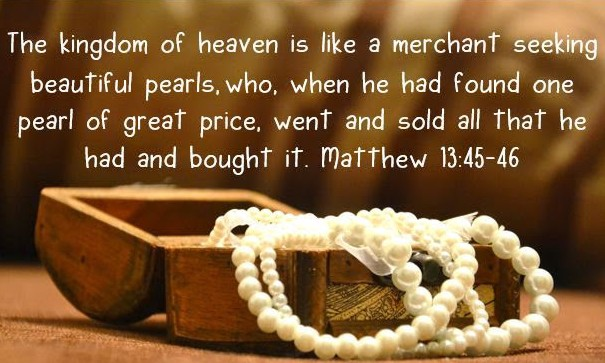 The kingdom of heaven is like a merchant seeking
beautiful pearls, who, when he had found one
pearl of great price, went and sold all that he
had and bought it. Matthew 13:45-46